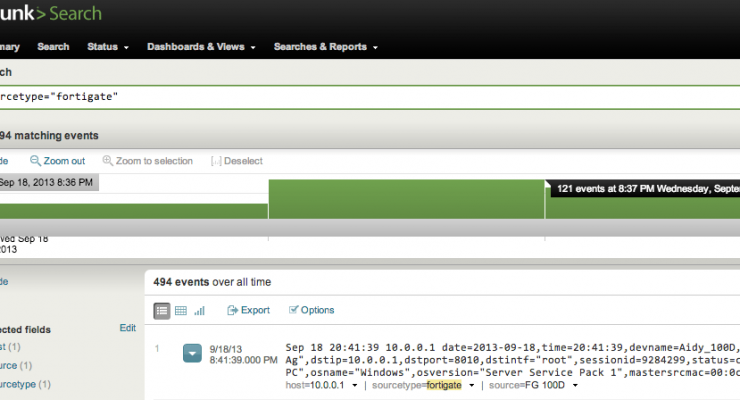 unk> Search
mary Search Status Dashboards & Views Searches & Reports
ch
rcetype="fortigate"
94 matching events
de Zoom out Zoom to selection [..] Deselect
Sep 18, 2013 8:36 PM
121 events at 8:37 PM Wednesday, Septe
ved Sep 18
2013
de
494 events over all time
Export Options
ected fields Edit
st (1)
urce (1)
urcetype (1)
1 9/18/13
8:41:39.000 PM
Sep 18 20:41:39 10.0.0.1 date=2013-09-18,time=20:41:39,devname=Aidy_100D,
Ag",dstip=10.0.0.1,dstport=8010,dstintf="root",sessionid=9284299,status=c
PC",osname="Windows",osversion="Server Service Pack 1",mastersrcmac=00:0c
host=10.0.0.1 | sourcetype=fortigate | source=FG 100D